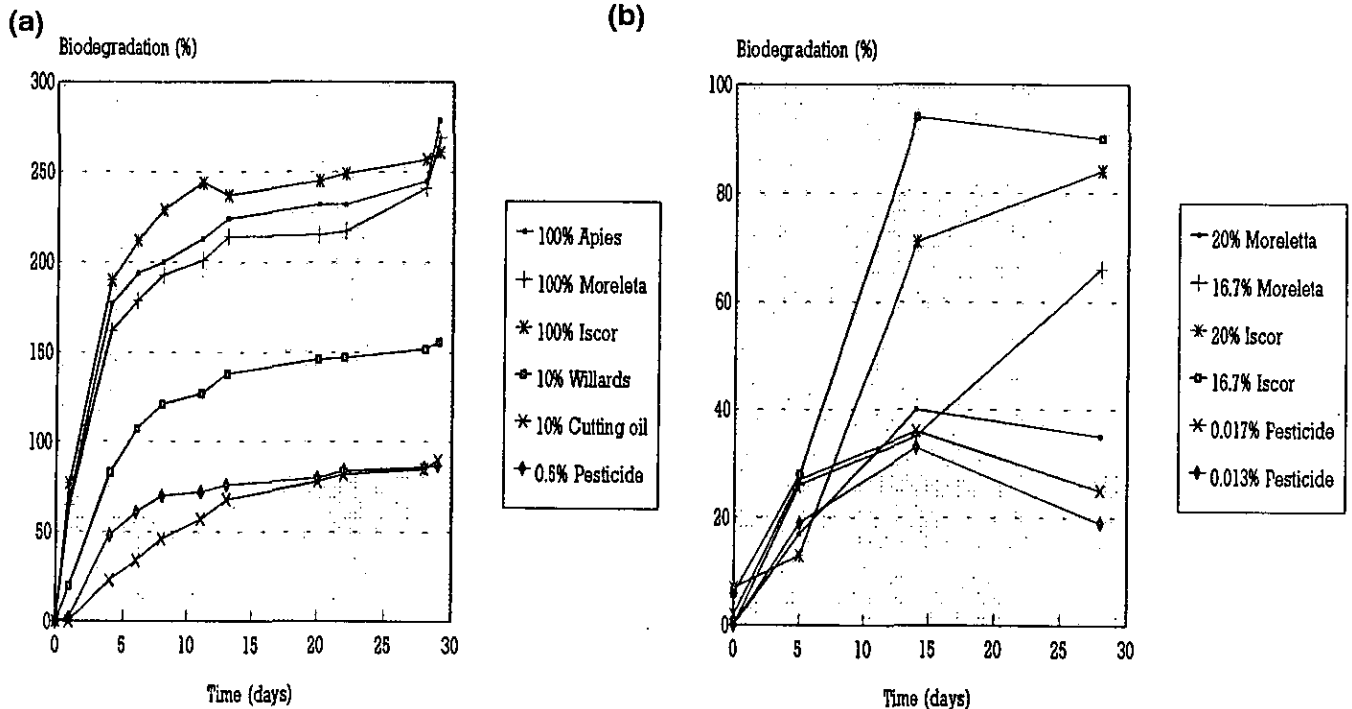 (a)
Biodegradation (%)
300
250
200
150
100
50
0
0 5 10 15 20 25 30
Time (days)
100% Apies
100% Moreleta
100% Iscor
10% Willards
10% Cutting oil
0.5% Pesticide
(b)
Biodegradation (%)
100
80
60
40
20
0
0 5 10 15 20 25 30
Time (days)
20% Moreletta
16.7% Moreleta
20% Iscor
16.7% Iscor
0.017% Pesticide
0.013% Pesticide